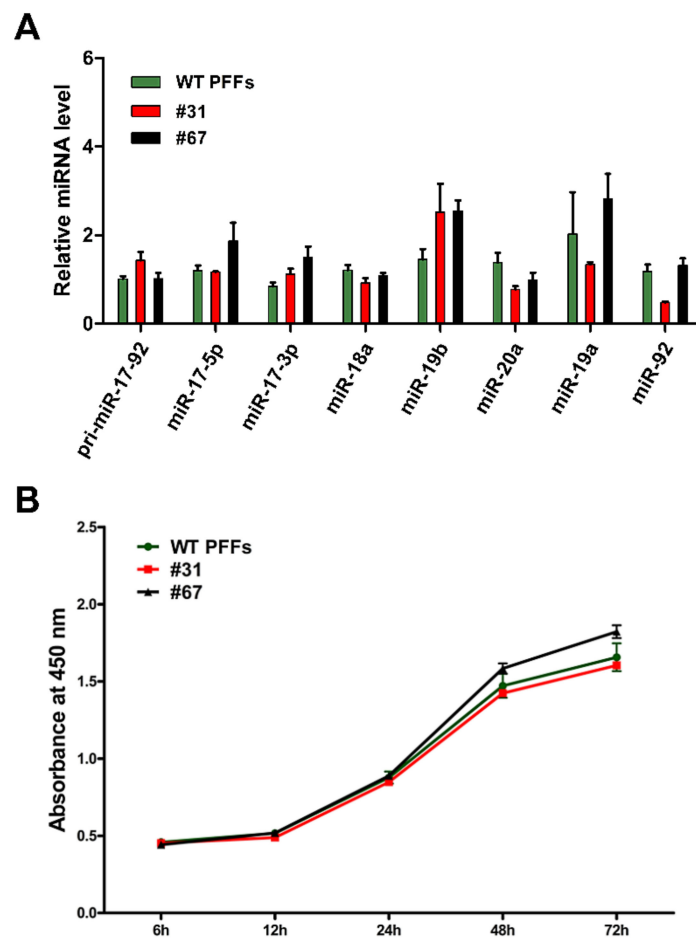 A
Relative miRNA level
6
4
2
0
WT PFFs
#31
#67
pri-miR-17-92
miR-17-5p
miR-17-3p
miR-18a
miR-19b
miR-20a
miR-19a
miR-92
B
Absorbance at 450 nm
2.5
2.0
1.5
1.0
0.5
0.0
WT PFFs
#31
#67
6h
12h
24h
48h
72h